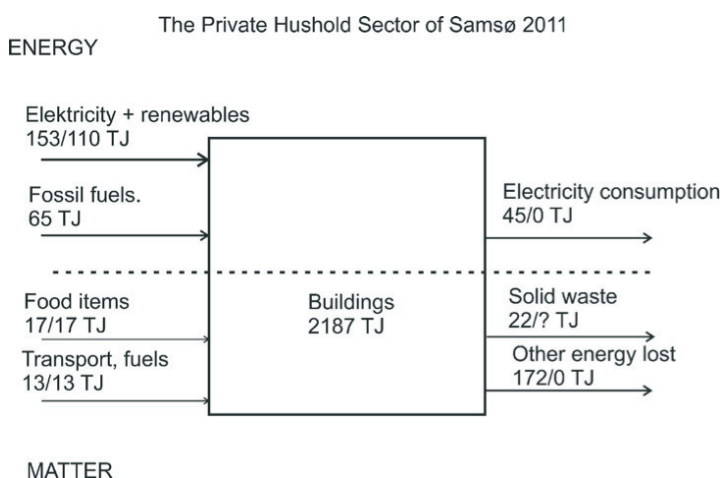 The Private Hushold Sector of Samsø 2011
ENERGY
Elektricity + renewables
153/110 TJ
Fossil fuels.
65 TJ
Electricity consumption
45/0 TJ
Food items
17/17 TJ
Transport, fuels
13/13 TJ
Buildings
2187 TJ
Solid waste
22/? TJ
Other energy lost
172/0 TJ
MATTER